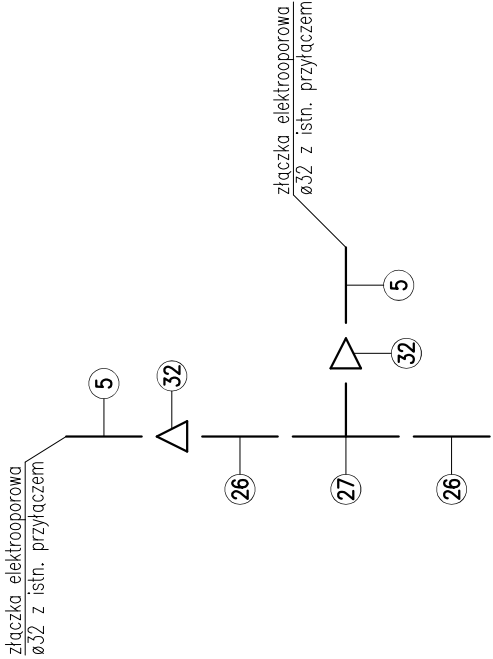 złączka elektrooporowa
ø32 z istn. przyłączem
5
32
5
32
26
27
26
złączka elektrooporowa
ø32 z istn. przyłączem